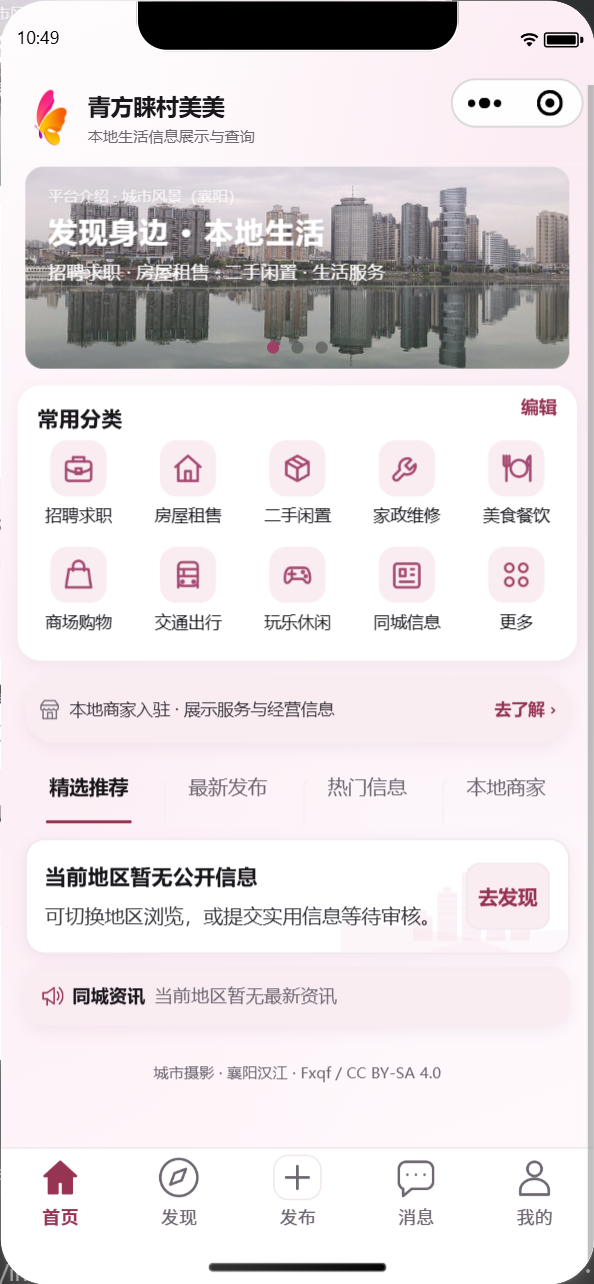 10:49
青方睐村美美
本地生活信息展示与查询
平台介绍 · 城市风景（襄阳）
发现身边 · 本地生活
招聘求职 · 房屋租售 · 二手闲置 · 生活服务
常用分类
编辑
招聘求职 房屋租售 二手闲置 家政维修 美食餐饮
商场购物 交通出行 玩乐休闲 同城信息 更多
本地商家入驻 · 展示服务与经营信息 去了解 ›
精选推荐 最新发布 热门信息 本地商家
当前地区暂无公开信息
可切换地区浏览，或提交实用信息等待审核。
去发现
同城资讯 当前地区暂无最新资讯
城市摄影 · 襄阳汉江 · Fxqf / CC BY-SA 4.0
首页 发现 发布 消息 我的